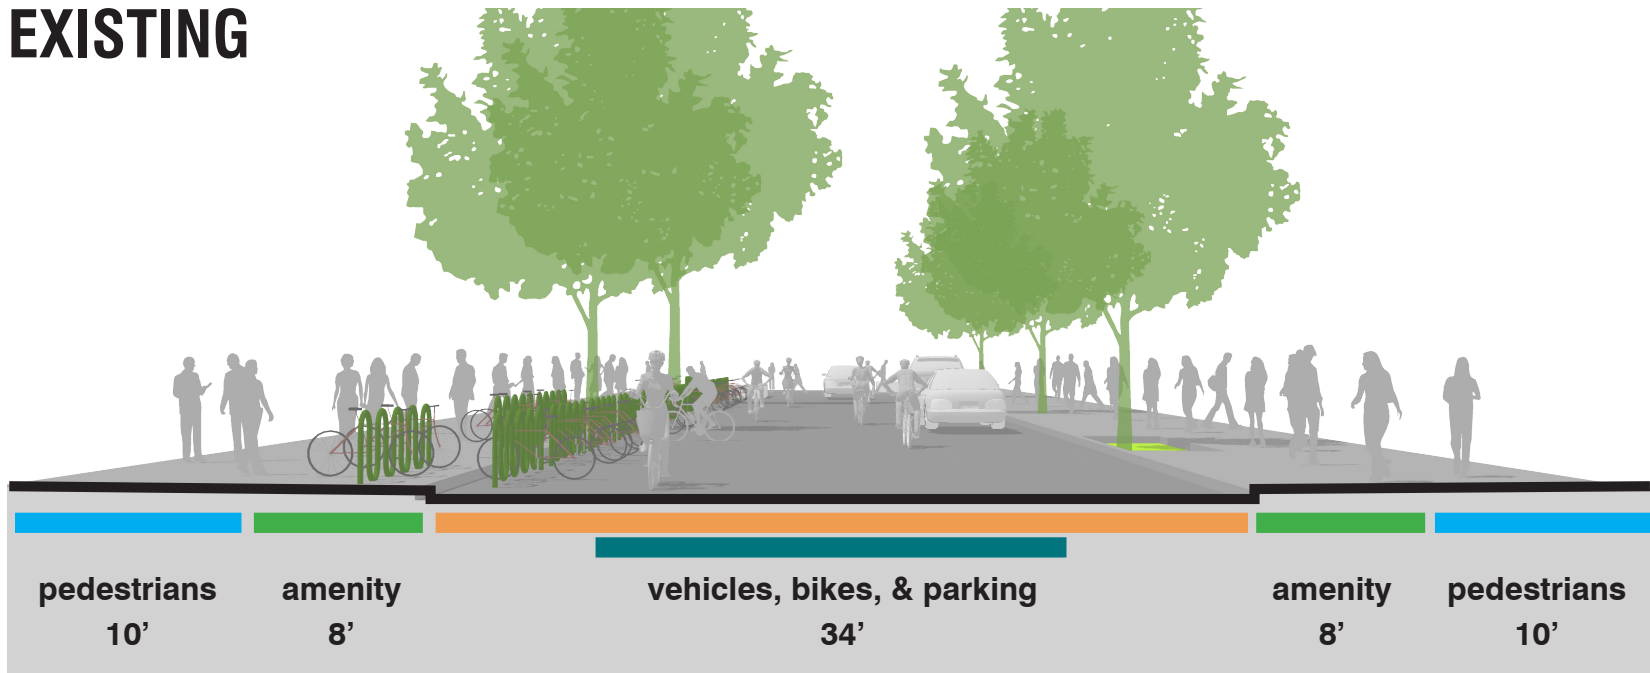 EXISTING
pedestrians
10’
amenity
8’
vehicles, bikes, & parking
34’
amenity
8’
pedestrians
10’